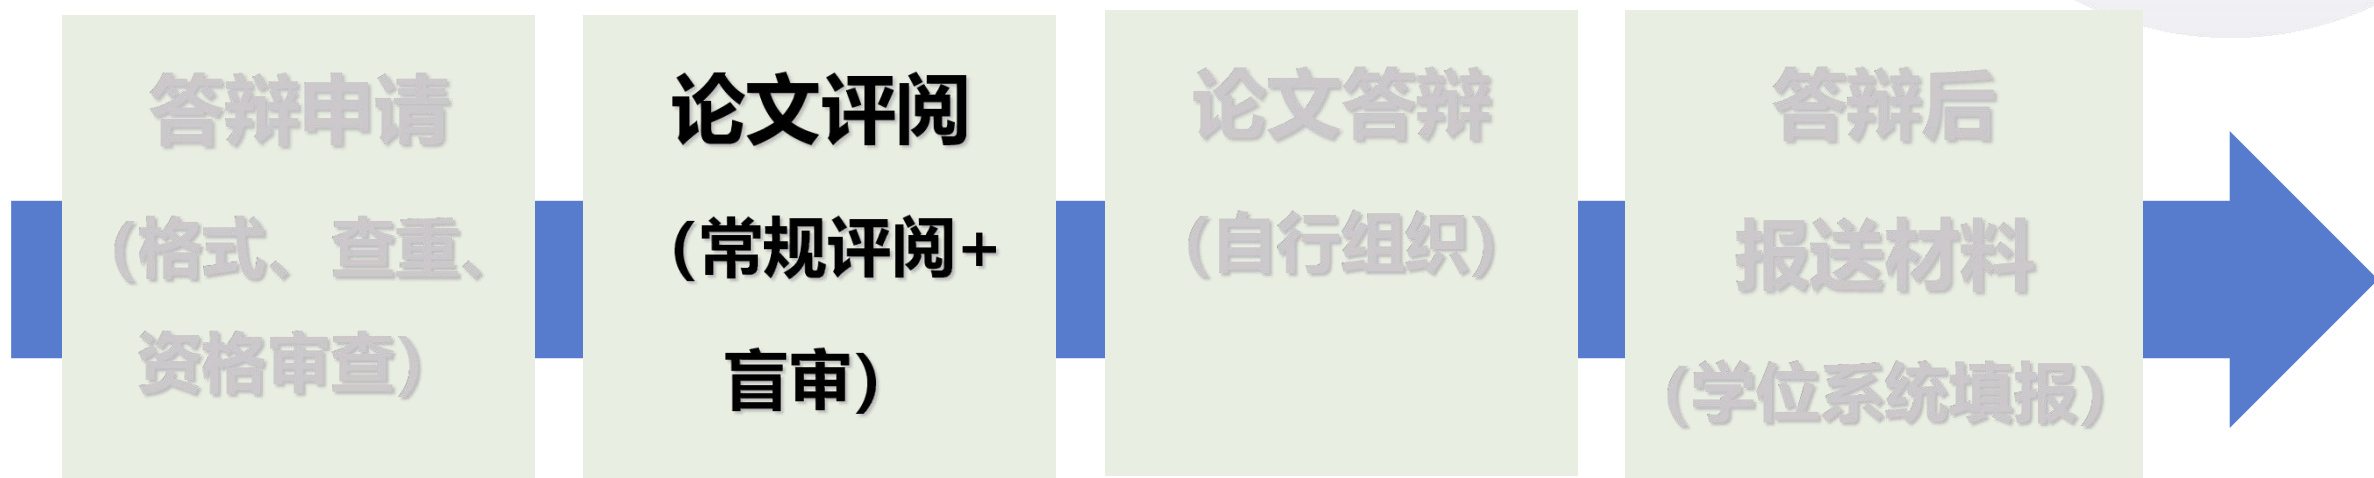 答辩申请
（格式、查重、
资格审查）
论文评阅
（常规评阅+
盲审）
论文答辩
（自行组织）
答辩后
报送材料
（学位系统填报）